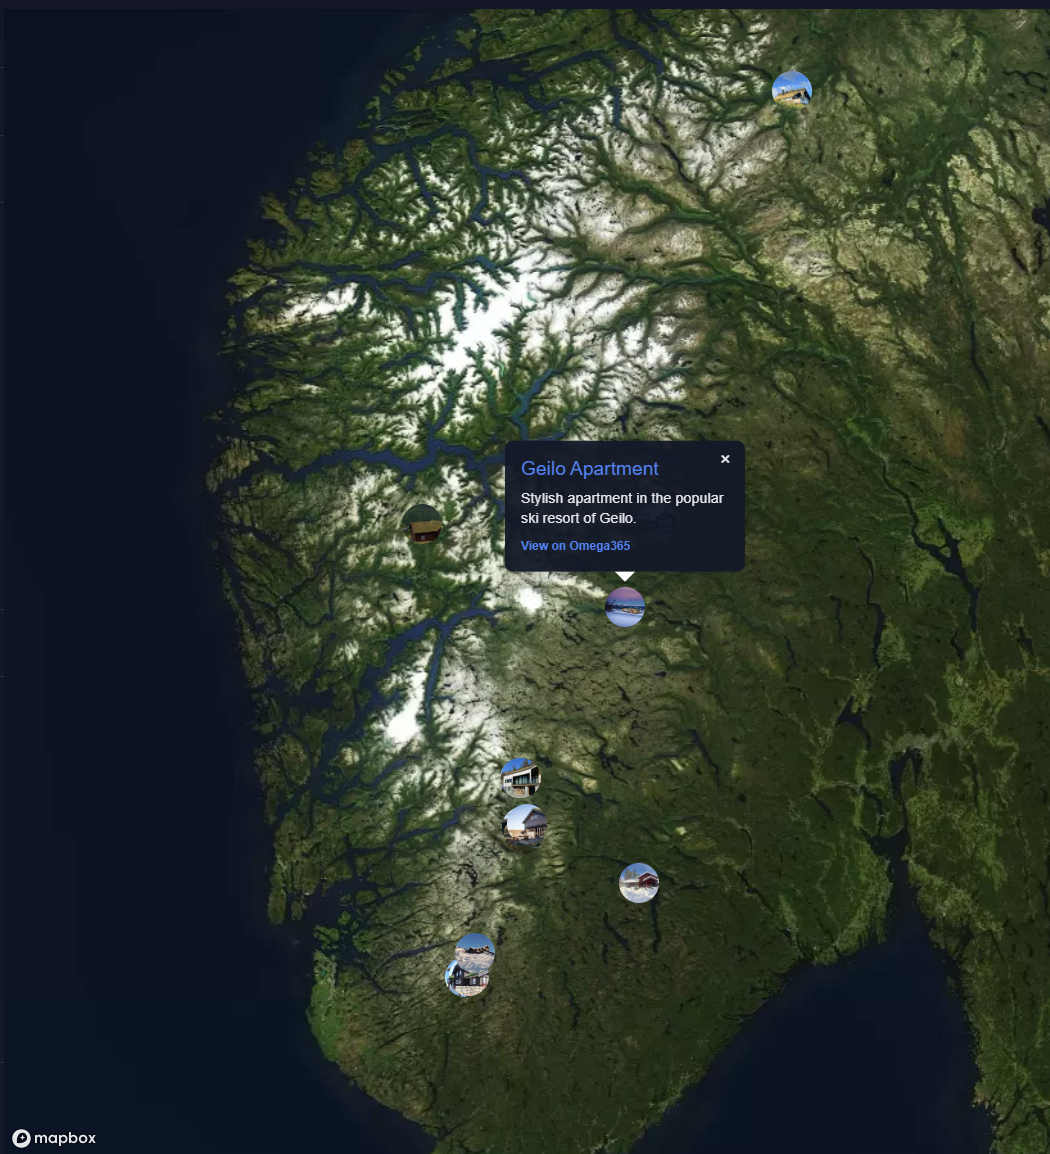 ×
Geilo Apartment
Stylish apartment in the popular
ski resort of Geilo.
View on Omega365
mapbox